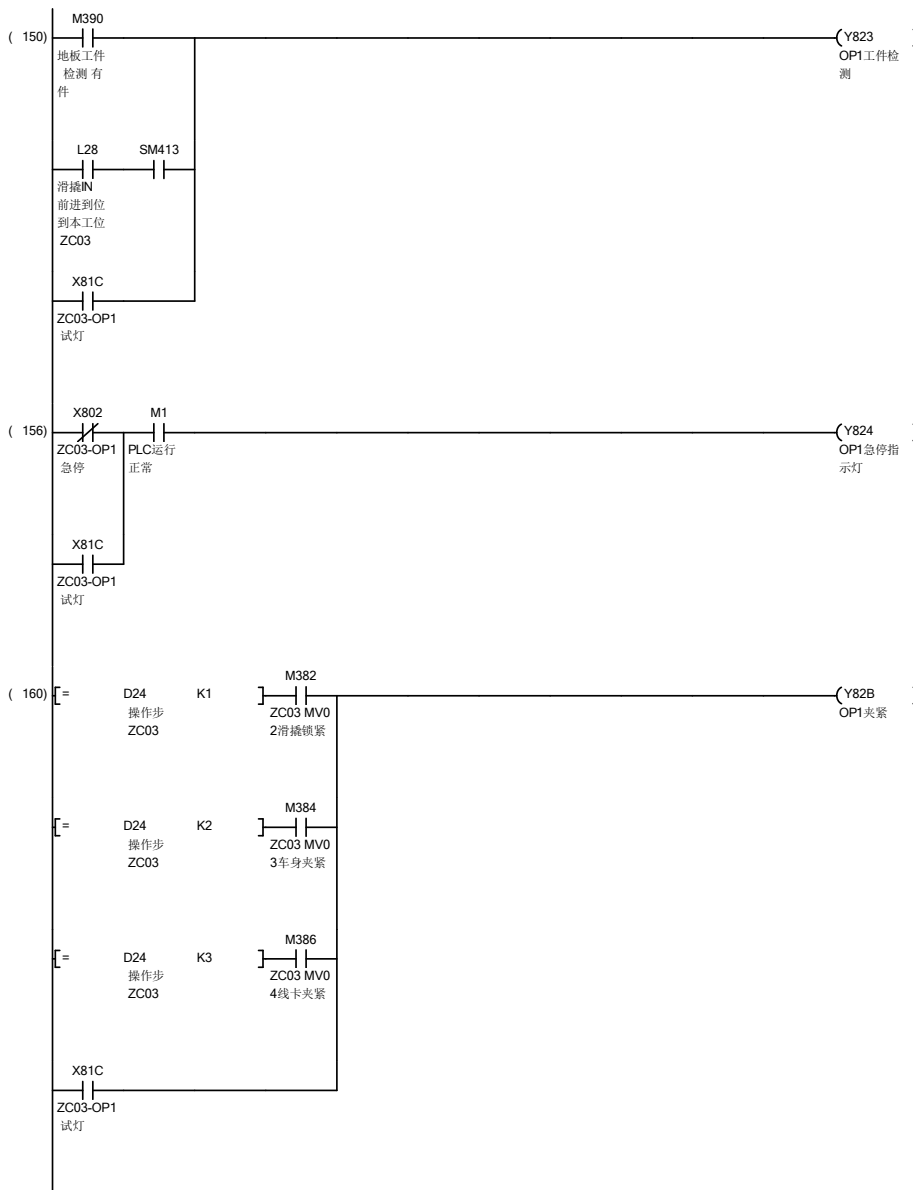 M390
( 150)
Y823
地板工件
检测 有
件
OP1工件检
测
L28 SM413
滑撬IN
前进到位
到本工位
ZC03
X81C
ZC03-OP1
试灯
X802 M1
( 156)
Y824
ZC03-OP1 PLC运行
急停 正常
OP1急停指
示灯
X81C
ZC03-OP1
试灯
M382
( 160) [= D24 K1 ]
Y82B
操作步 ZC03 MV0
ZC03 2滑撬锁紧
OP1夹紧
M384
[= D24 K2 ]
操作步 ZC03 MV0
ZC03 3车身夹紧
M386
[= D24 K3 ]
操作步 ZC03 MV0
ZC03 4线卡夹紧
X81C
ZC03-OP1
试灯